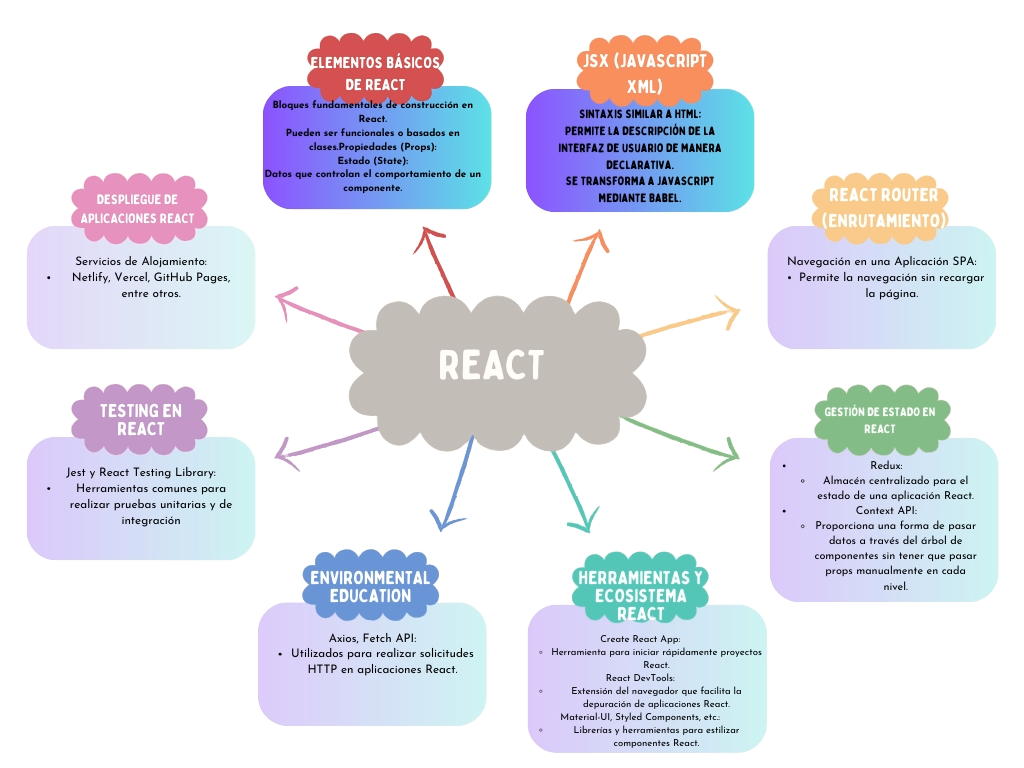 ELEMENTOS BÁSICOS
DE REACT
Bloques fundamentales de construcción en
React.
Pueden ser funcionales o basados en
clases.Propiedades (Props):
Estado (State):
Datos que controlan el comportamiento de un
componente.
JSX (JAVASCRIPT
XML)
SINTAXIS SIMILAR A HTML:
PERMITE LA DESCRIPCIÓN DE LA
INTERFAZ DE USUARIO DE MANERA
DECLARATIVA.
SE TRANSFORMA A JAVASCRIPT
MEDIANTE BABEL.
DESPLIEGUE DE
APLICACIONES REACT
Servicios de Alojamiento:
• Netlify, Vercel, GitHub Pages,
entre otros.
REACT ROUTER
(ENRUTAMIENTO)
Navegación en una Aplicación SPA:
• Permite la navegación sin recargar
la página.
REACT
TESTING EN
REACT
Jest y React Testing Library:
• Herramientas comunes para
realizar pruebas unitarias y de
integración
GESTIÓN DE ESTADO EN
REACT
• Redux:
◦ Almacén centralizado para el
estado de una aplicación React.
• Context API:
◦ Proporciona una forma de pasar
datos a través del árbol de
componentes sin tener que pasar
props manualmente en cada
nivel.
ENVIRONMENTAL
EDUCATION
Axios, Fetch API:
• Utilizados para realizar solicitudes
HTTP en aplicaciones React.
HERRAMIENTAS Y
ECOSISTEMA
REACT
Create React App:
◦ Herramienta para iniciar rápidamente proyectos
React.
React DevTools:
◦ Extensión del navegador que facilita la
depuración de aplicaciones React.
Material-UI, Styled Components, etc.:
◦ Librerías y herramientas para estilizar
componentes React.